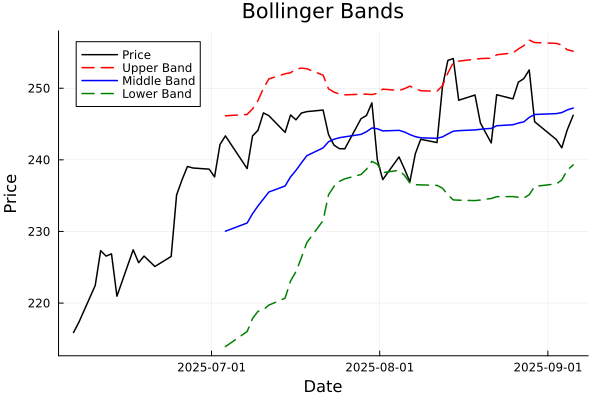 Bollinger Bands
Price
Upper Band
Middle Band
Lower Band
Price
250
240
230
220
2025-07-01
2025-08-01
2025-09-01
Date